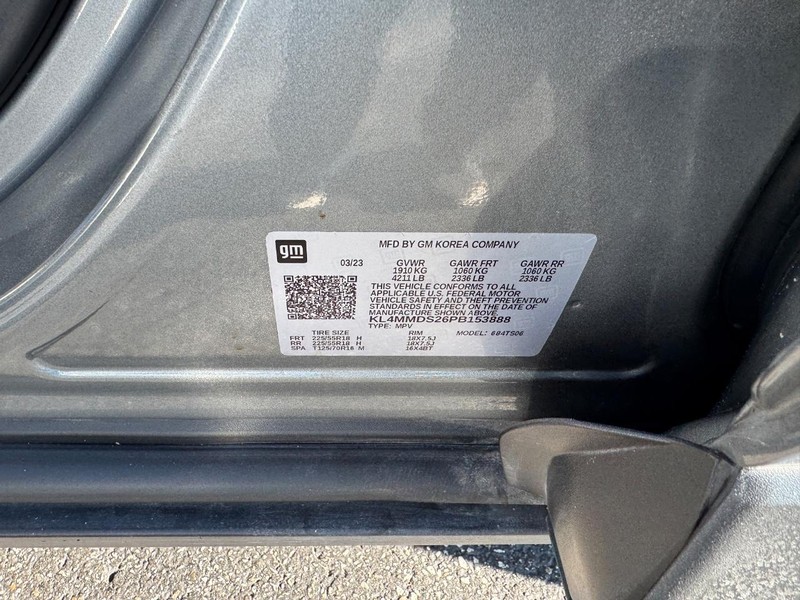 gm
MFD BY GM KOREA COMPANY
03/23 GVWR GAWR FRT GAWR RR
1910 KG 1060 KG 1060 KG
4211 LB 2336 LB 2336 LB
THIS VEHICLE CONFORMS TO ALL
APPLICABLE U.S. FEDERAL MOTOR
VEHICLE SAFETY AND THEFT PREVENTION
STANDARDS IN EFFECT ON THE DATE OF
MANUFACTURE SHOWN ABOVE.
KL4MMDS26PB153888
TYPE: MPV
TIRE SIZE RIM MODEL: 684TS06
FRT 225/55R18 H 18X7.5J
RR 225/55R18 H 18X7.5J
SPA T125/70R16 M 16X4BT